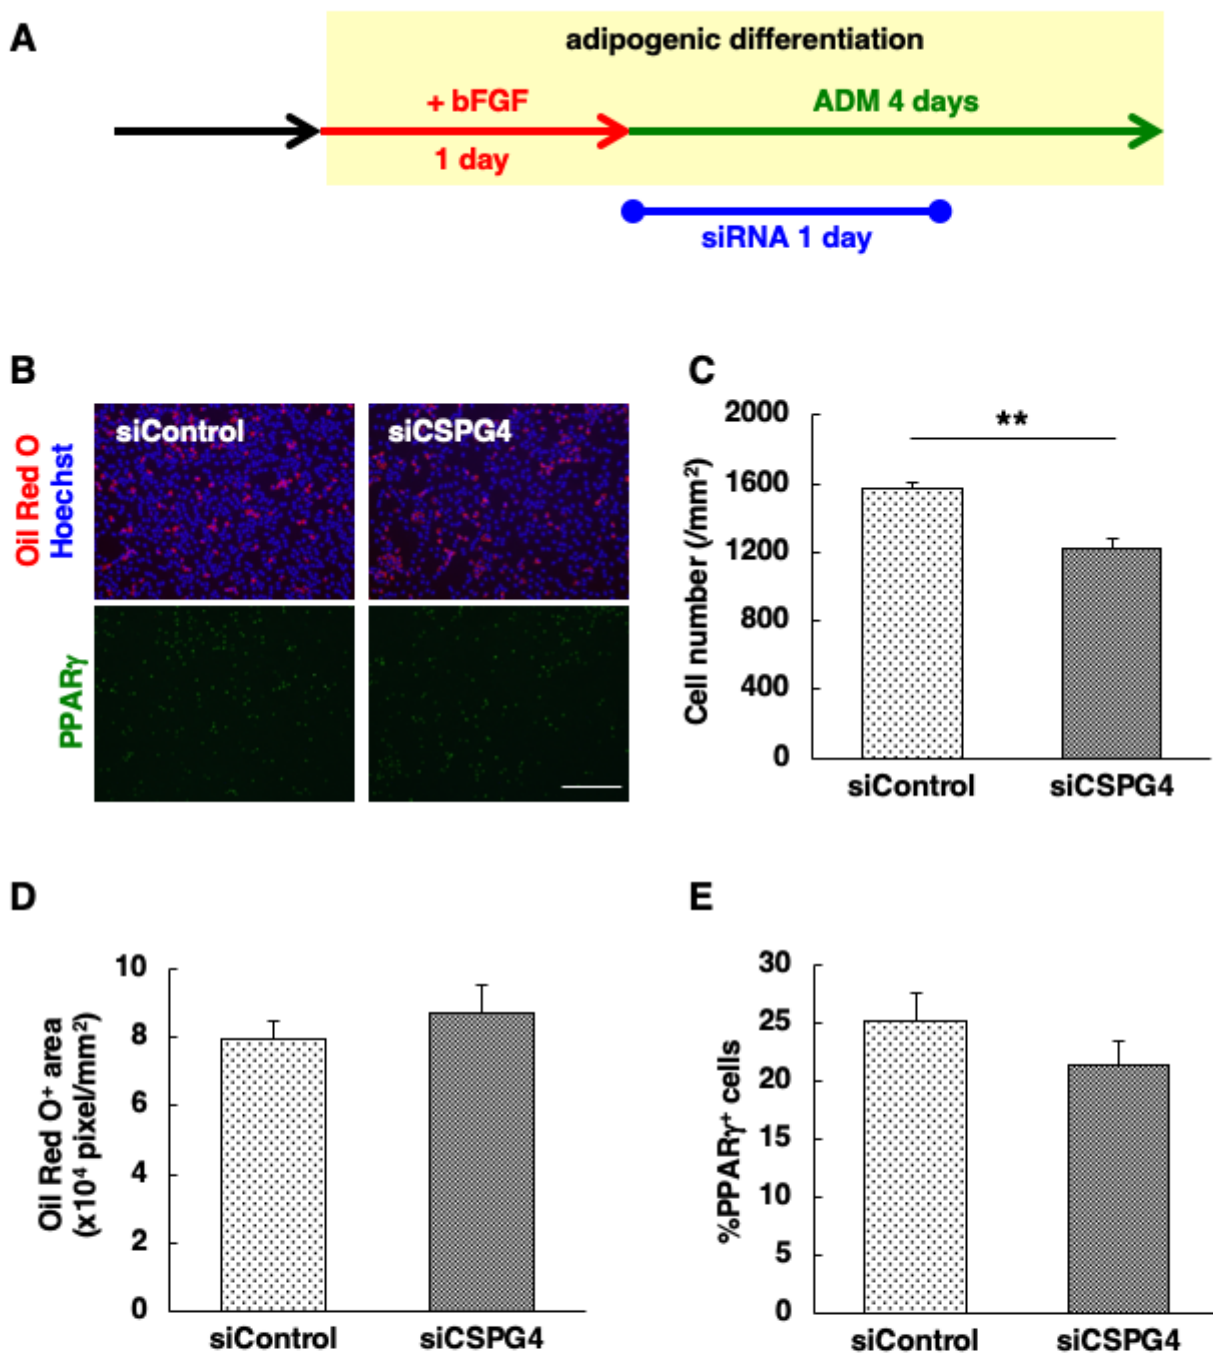 A
adipogenic differentiation
+ bFGF
ADM 4 days
1 day
siRNA 1 day
B
Oil Red O
Hoechst
siControl
siCSPG4
PPARγ
C
Cell number (/mm²)
2000
1600
1200
800
400
0
**
siControl
siCSPG4
D
Oil Red O⁺ area
(x10⁴ pixel/mm²)
10
8
6
4
2
0
siControl
siCSPG4
E
%PPARγ⁺ cells
30
25
20
15
10
5
0
siControl
siCSPG4